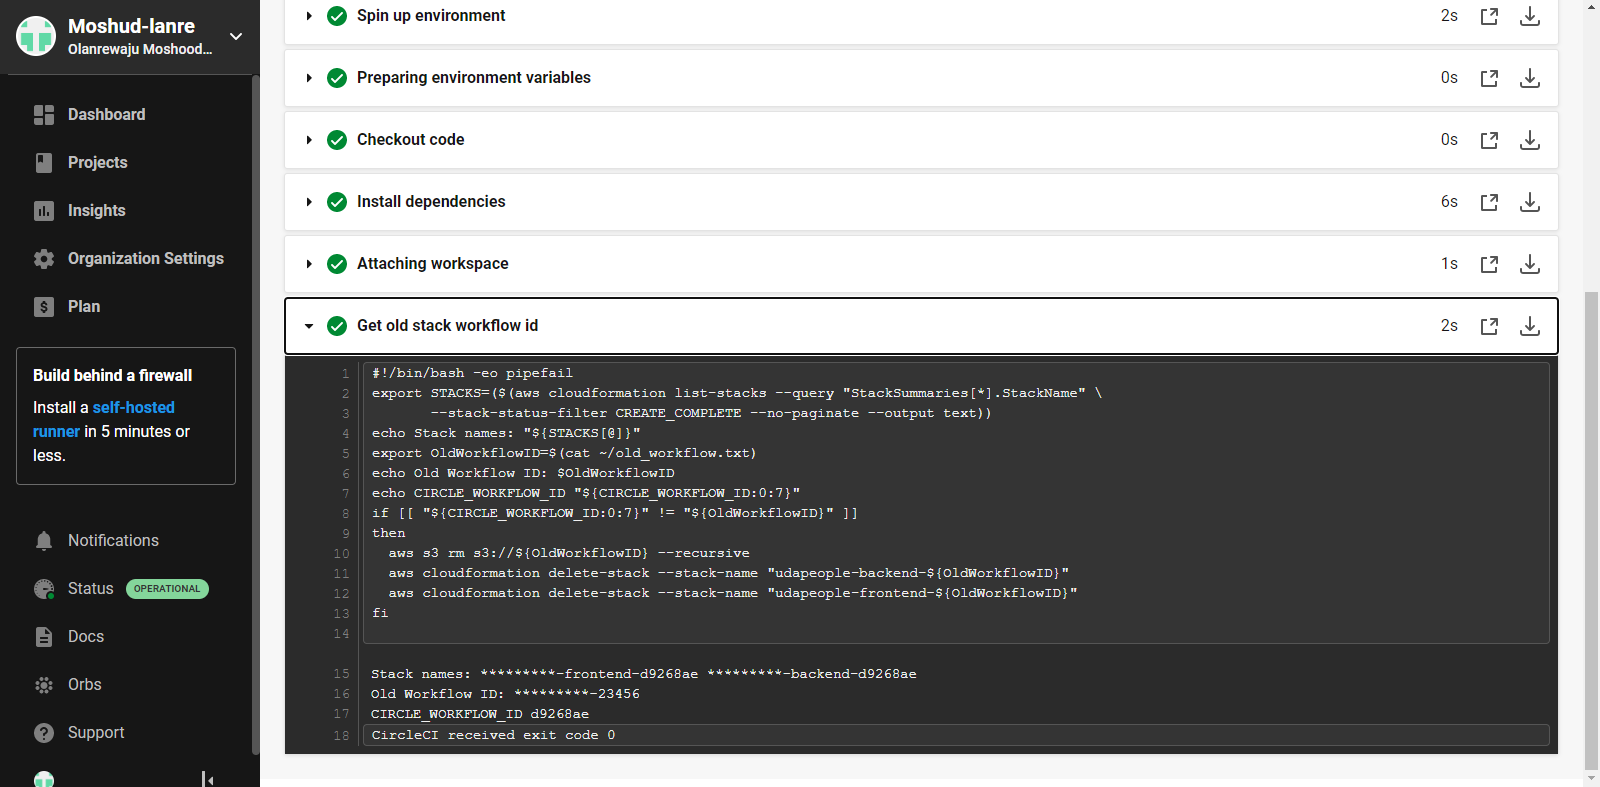 Moshud-lanre
Olanrewaju Moshood...
Dashboard
Projects
Insights
Organization Settings
Plan
Build behind a firewall
Install a self-hosted
runner in 5 minutes or
less.
Notifications
Status OPERATIONAL
Docs
Orbs
Support
Spin up environment 2s
Preparing environment variables 0s
Checkout code 0s
Install dependencies 6s
Attaching workspace 1s
Get old stack workflow id 2s
1 #!/bin/bash -eo pipefail
2 export STACKS=($(aws cloudformation list-stacks --query "StackSummaries[*].StackName" \
3 --stack-status-filter CREATE_COMPLETE --no-paginate --output text))
4 echo Stack names: "${STACKS[@]}"
5 export OldWorkflowID=$(cat ~/old_workflow.txt)
6 echo Old Workflow ID: $OldWorkflowID
7 echo CIRCLE_WORKFLOW_ID "${CIRCLE_WORKFLOW_ID:0:7}"
8 if [[ "${CIRCLE_WORKFLOW_ID:0:7}" != "${OldWorkflowID}" ]]
9 then
10 aws s3 rm s3://${OldWorkflowID} --recursive
11 aws cloudformation delete-stack --stack-name "udapeople-backend-${OldWorkflowID}"
12 aws cloudformation delete-stack --stack-name "udapeople-frontend-${OldWorkflowID}"
13 fi
14
15 Stack names: *********-frontend-d9268ae *********-backend-d9268ae
16 Old Workflow ID: *********-23456
17 CIRCLE_WORKFLOW_ID d9268ae
18 CircleCI received exit code 0